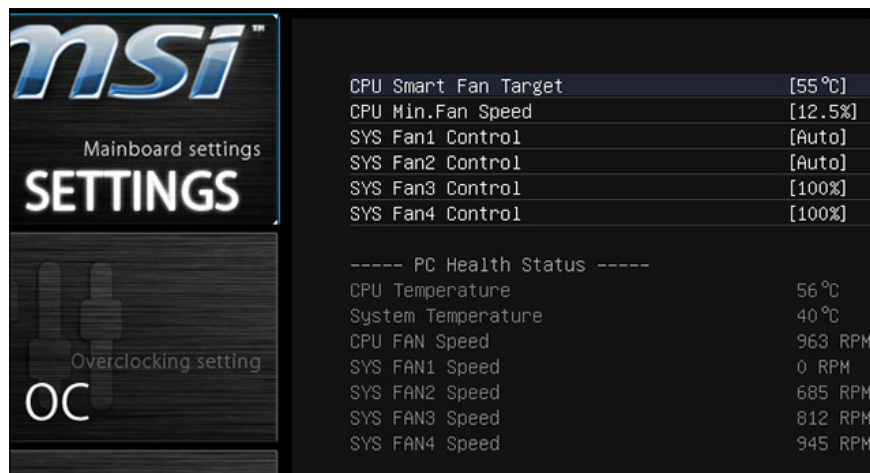 msi™
Mainboard settings
SETTINGS
Overclocking setting
OC
CPU Smart Fan Target [55°C]
CPU Min.Fan Speed [12.5%]
SYS Fan1 Control [Auto]
SYS Fan2 Control [Auto]
SYS Fan3 Control [100%]
SYS Fan4 Control [100%]
----- PC Health Status -----
CPU Temperature 56°C
System Temperature 40°C
CPU FAN Speed 963 RPM
SYS FAN1 Speed 0 RPM
SYS FAN2 Speed 685 RPM
SYS FAN3 Speed 812 RPM
SYS FAN4 Speed 945 RPM